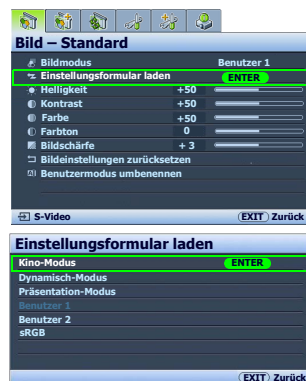 Bild – Standard
Bildmodus Benutzer 1
Einstellungsformular laden ENTER
Helligkeit +50
Kontrast +50
Farbe +50
Farbton 0
Bildschärfe + 3
Bildeinstellungen zurücksetzen
Benutzermodus umbenennen
S-Video EXIT Zurück
Einstellungsformular laden
Kino-Modus ENTER
Dynamisch-Modus
Präsentation-Modus
Benutzer 1
Benutzer 2
sRGB
EXIT Zurück